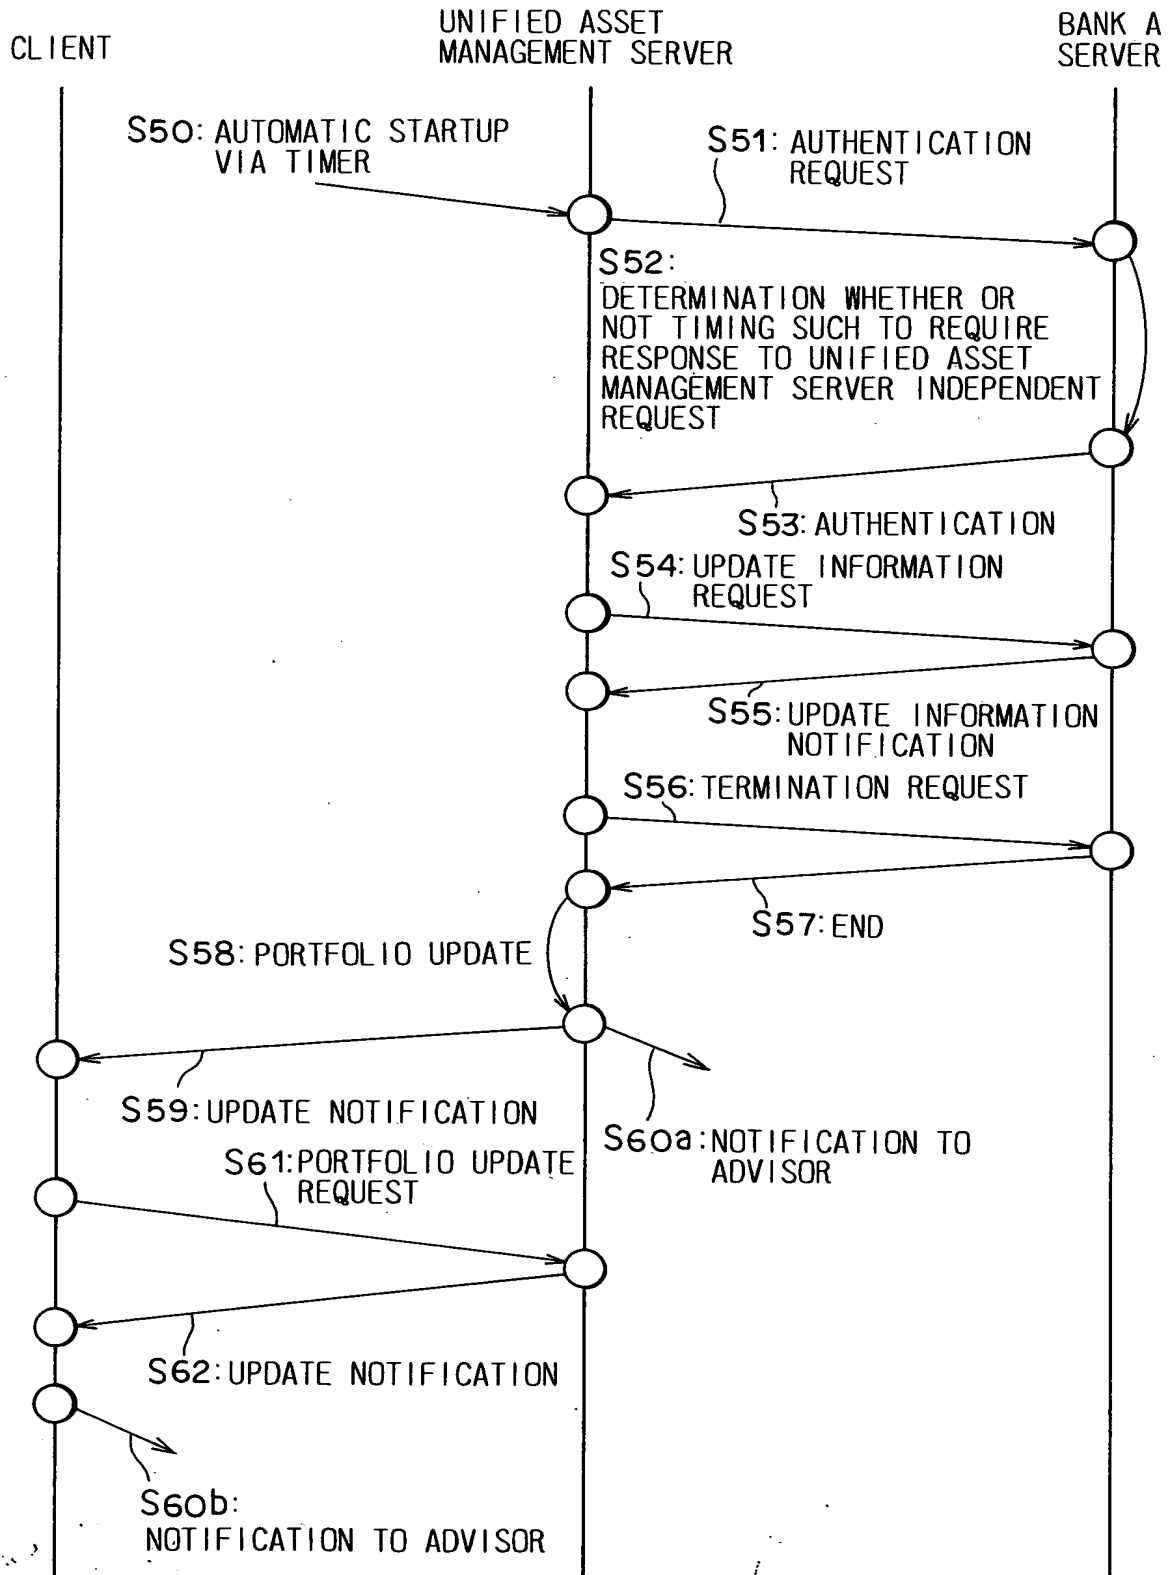 CLIENT
UNIFIED ASSET
MANAGEMENT SERVER
BANK A
SERVER
S50: AUTOMATIC STARTUP
VIA TIMER
S51: AUTHENTICATION
REQUEST
S52:
DETERMINATION WHETHER OR
NOT TIMING SUCH TO REQUIRE
RESPONSE TO UNIFIED ASSET
MANAGEMENT SERVER INDEPENDENT
REQUEST
S53: AUTHENTICATION
S54: UPDATE INFORMATION
REQUEST
S55: UPDATE INFORMATION
NOTIFICATION
S56: TERMINATION REQUEST
S57: END
S58: PORTFOLIO UPDATE
S59: UPDATE NOTIFICATION
S60a: NOTIFICATION TO
ADVISOR
S61: PORTFOLIO UPDATE
REQUEST
S62: UPDATE NOTIFICATION
S60b:
NOTIFICATION TO ADVISOR